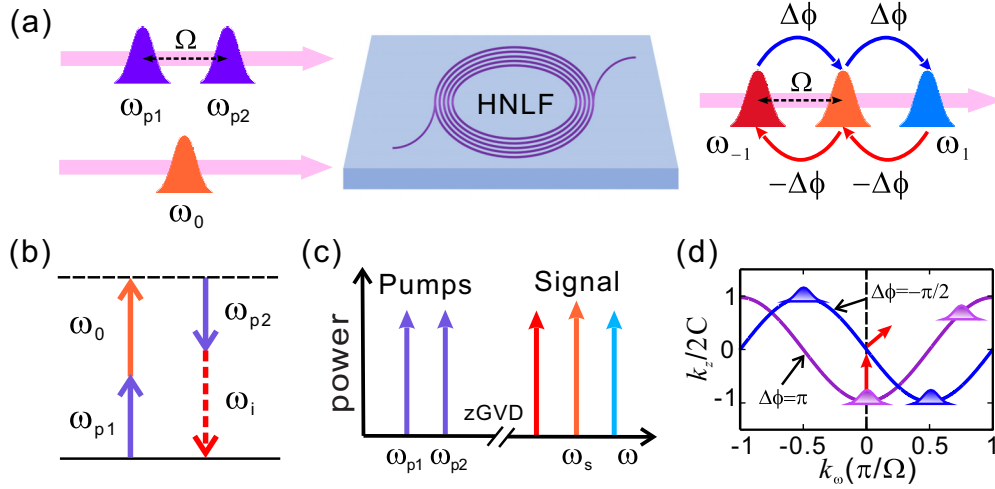 (a)
Ω
ω_p1 ω_p2
ω_0
HNLF
Δϕ Δϕ
Ω
ω_−1 ω_1
−Δϕ −Δϕ
(b)
ω_0 ω_p2
ω_p1 ω_i
(c)
Pumps Signal
power
zGVD
ω_p1 ω_p2 ω_s ω
(d)
k_z/2C
1
0
-1
Δϕ=−π/2
Δϕ=π
-1 -0.5 0 0.5 1
k_ω(π/Ω)